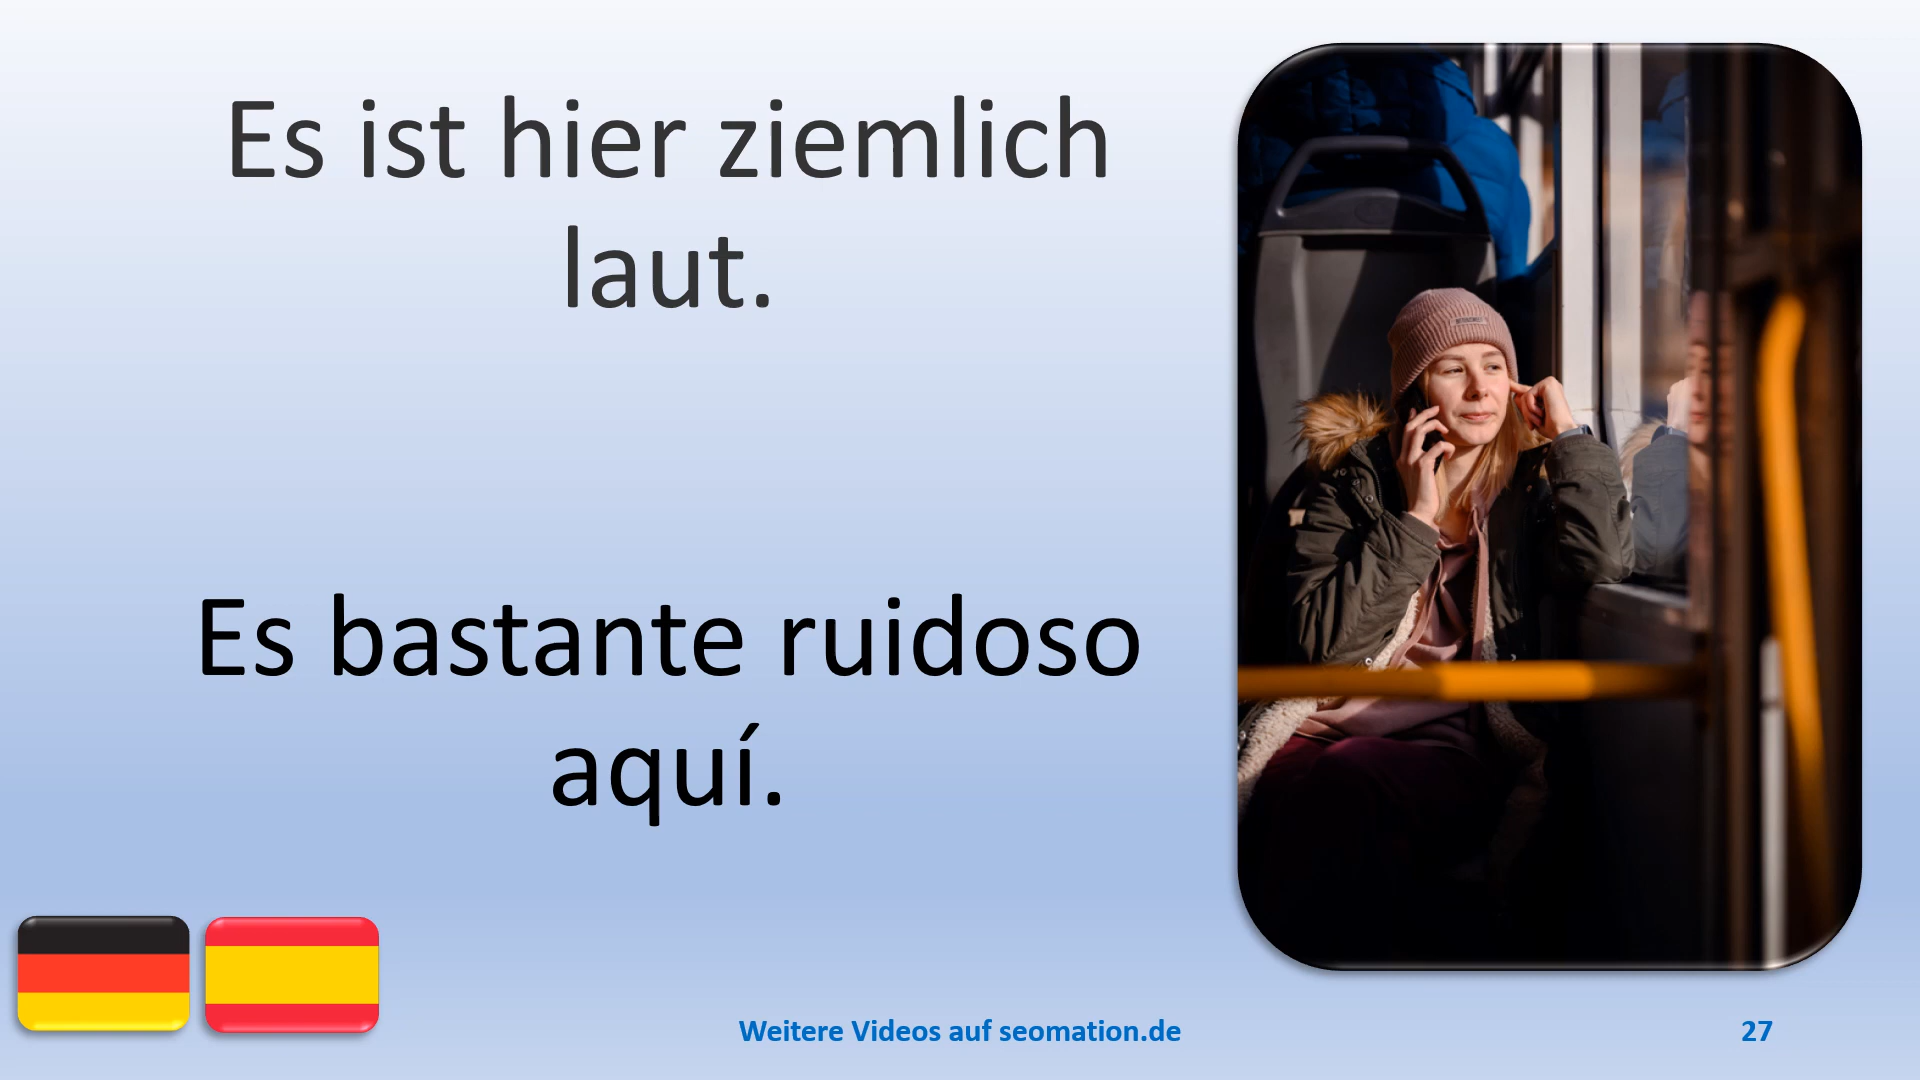 Es ist hier ziemlich
laut.
Es bastante ruidoso
aquí.
Weitere Videos auf seomation.de
27